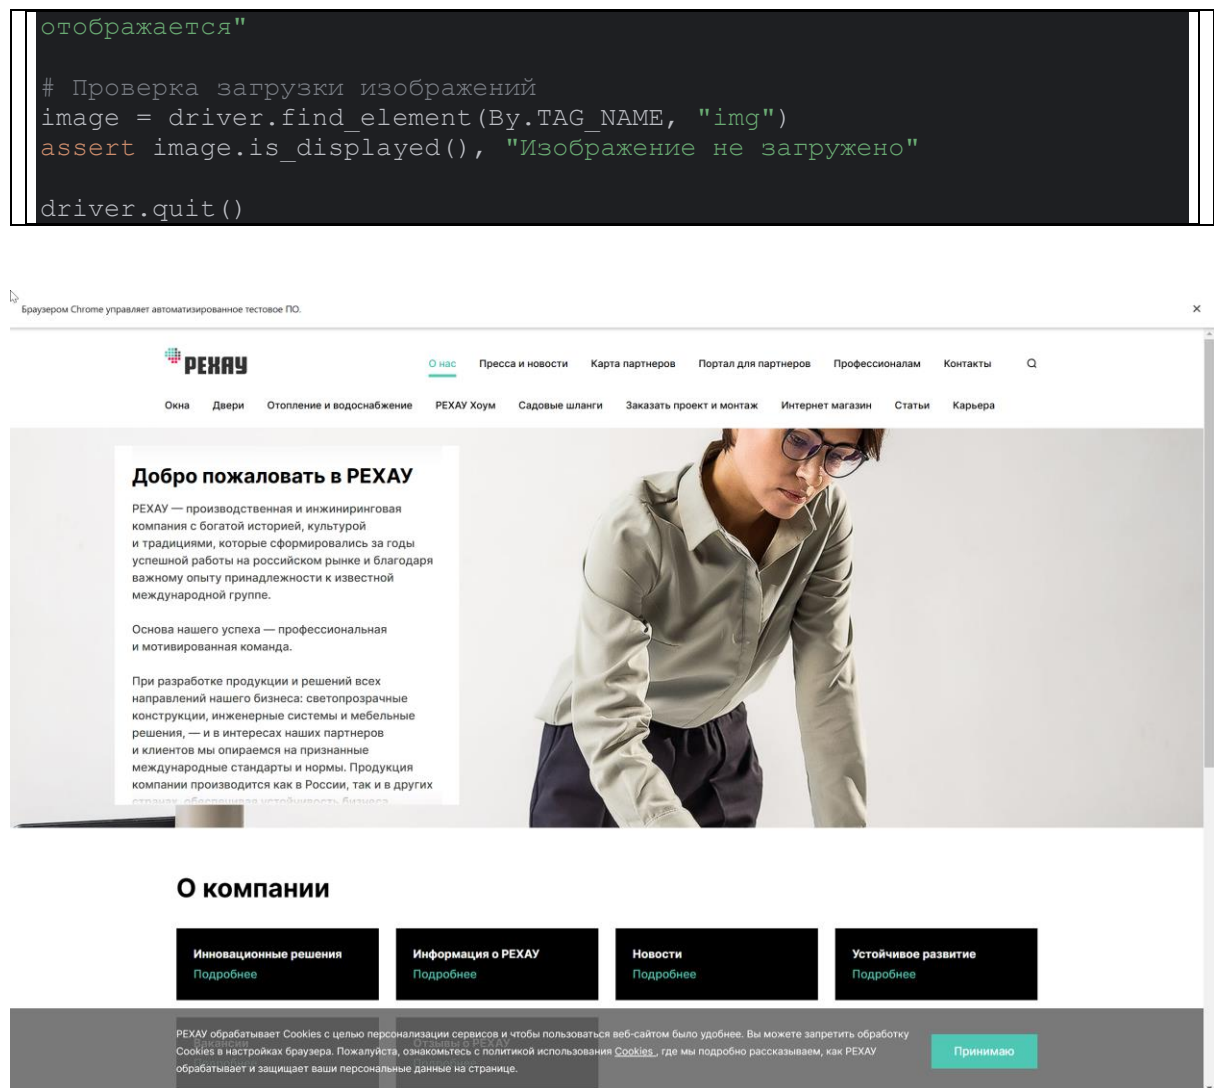 отображается"
# Проверка загрузки изображений
image = driver.find_element(By.TAG_NAME, "img")
assert image.is_displayed(), "Изображение не загружено"
driver.quit()
Браузером Chrome управляет автоматизированное тестовое ПО.
РЕХАУ
О нас Пресса и новости Карта партнеров Портал для партнеров Профессионалам Контакты
Окна Двери Отопление и водоснабжение РЕХАУ Хоум Садовые шланги Заказать проект и монтаж Интернет магазин Статьи Карьера
Добро пожаловать в РЕХАУ
РЕХАУ — производственная и инжиниринговая
компания с богатой историей, культурой
и традициями, которые сформировались за годы
успешной работы на российском рынке и благодаря
важному опыту принадлежности к известной
международной группе.
Основа нашего успеха — профессиональная
и мотивированная команда.
При разработке продукции и решений всех
направлений нашего бизнеса: светопрозрачные
конструкции, инженерные системы и мебельные
решения, — и в интересах наших партнеров
и клиентов мы опираемся на признанные
международные стандарты и нормы. Продукция
компании производится как в России, так и в других
странах, обеспечивая устойчивость бизнеса
О компании
Инновационные решения
Подробнее
Информация о РЕХАУ
Подробнее
Новости
Подробнее
Устойчивое развитие
Подробнее
Вакансии
Отзывы о РЕХАУ
РЕХАУ обрабатывает Cookies с целью персонализации сервисов и чтобы пользоваться веб-сайтом было удобнее. Вы можете запретить обработку
Cookies в настройках браузера. Пожалуйста, ознакомьтесь с политикой использования Cookies , где мы подробно рассказываем, как РЕХАУ
обрабатывает и защищает ваши персональные данные на странице.
Принимаю